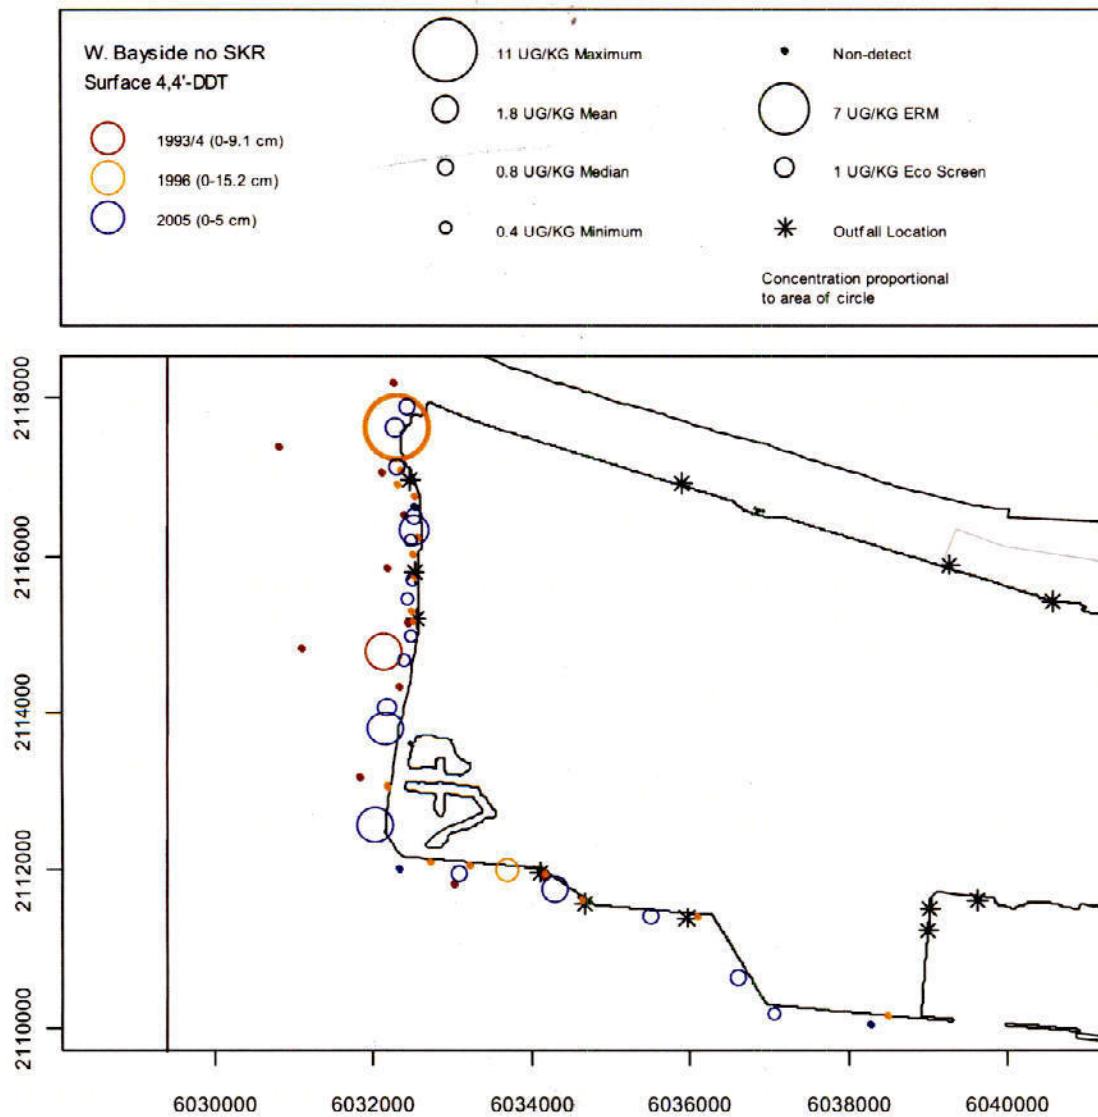 W. Bayside no SKR
Surface 4,4'-DDT
1993/4 (0-9.1 cm)
1996 (0-15.2 cm)
2005 (0-5 cm)
11 UG/KG Maximum
1.8 UG/KG Mean
0.8 UG/KG Median
0.4 UG/KG Minimum
Non-detect
7 UG/KG ERM
1 UG/KG Eco Screen
Outfall Location
Concentration proportional
to area of circle
2118000
2116000
2114000
2112000
2110000
6030000 6032000 6034000 6036000 6038000 6040000